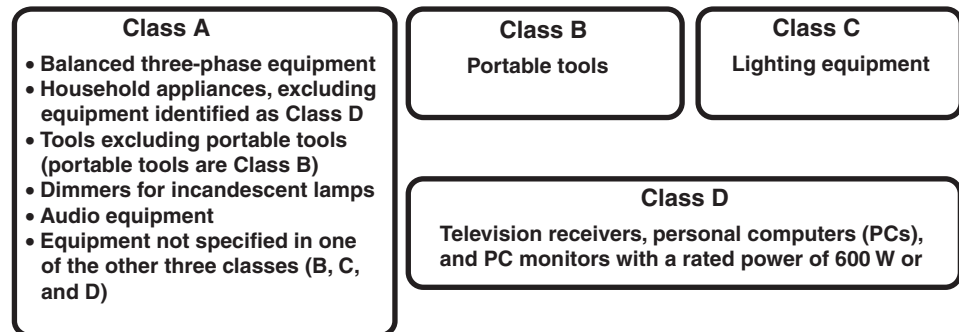 Class A
• Balanced three-phase equipment
• Household appliances, excluding
equipment identified as Class D
• Tools excluding portable tools
(portable tools are Class B)
• Dimmers for incandescent lamps
• Audio equipment
• Equipment not specified in one
of the other three classes (B, C,
and D)
Class B
Portable tools
Class C
Lighting equipment
Class D
Television receivers, personal computers (PCs),
and PC monitors with a rated power of 600 W or